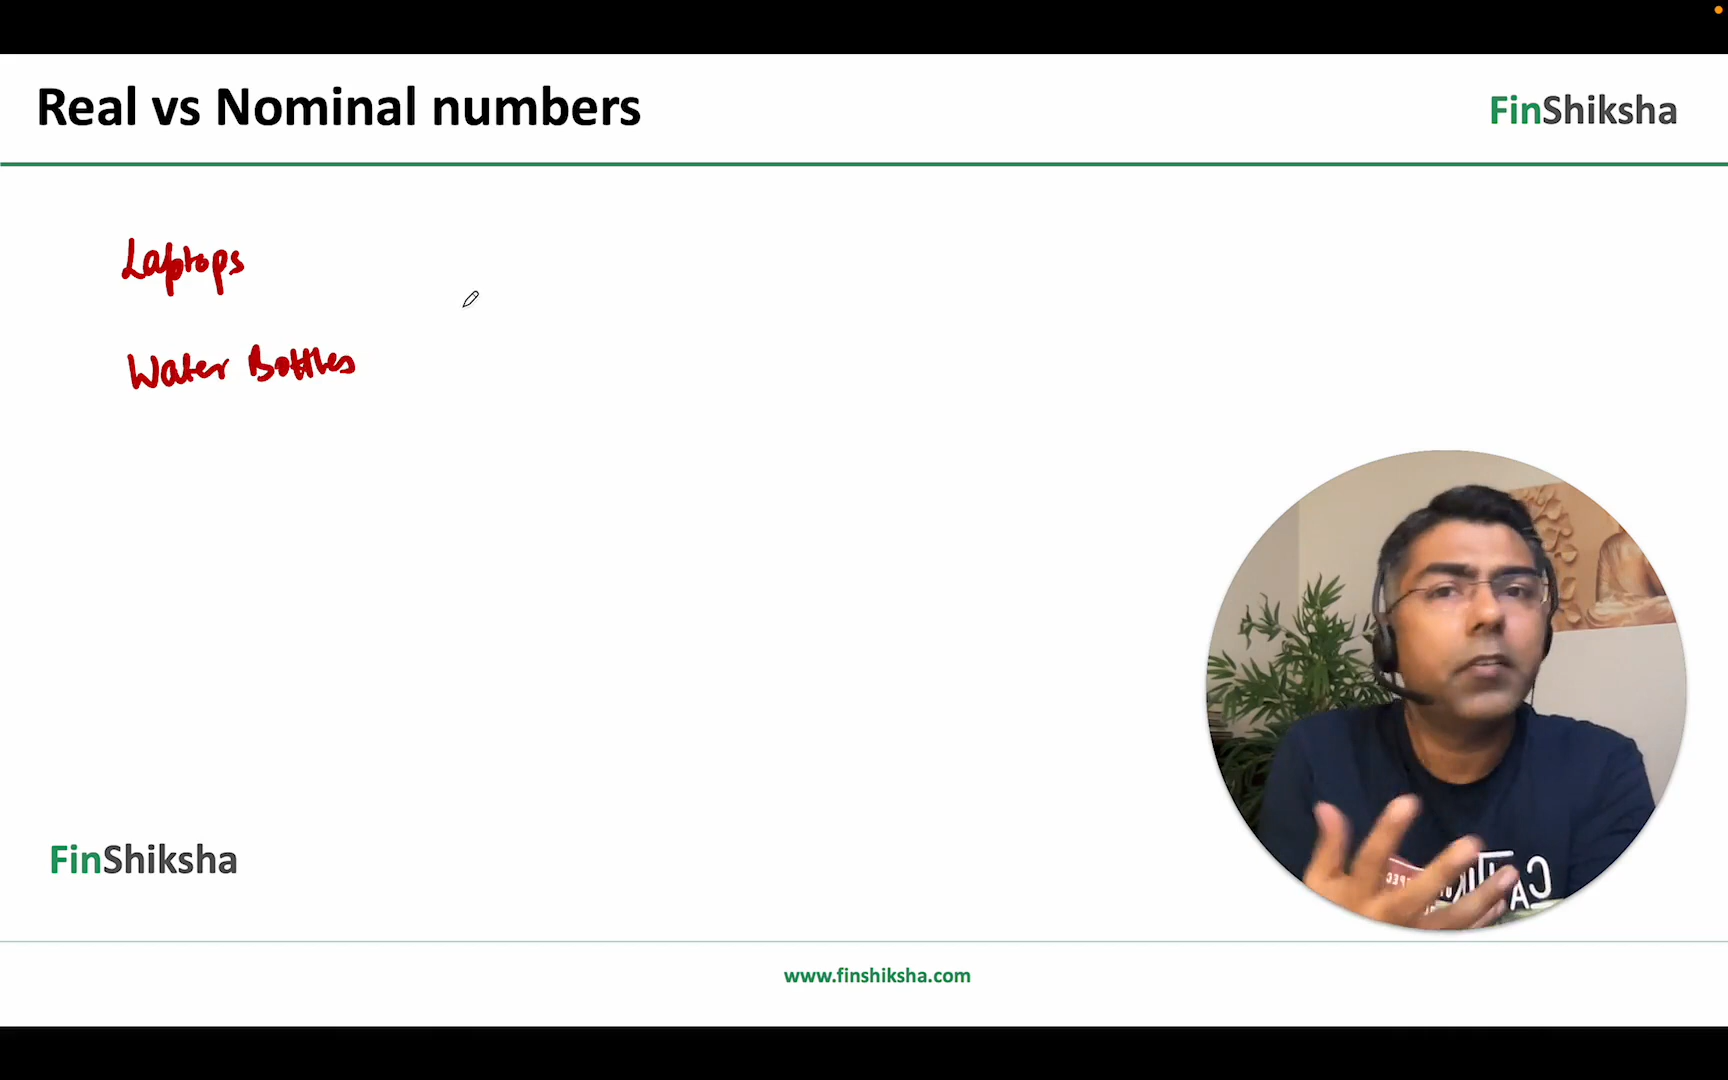 Real vs Nominal numbers
FinShiksha
Laptops
Water Bottles
FinShiksha
www.finshiksha.com